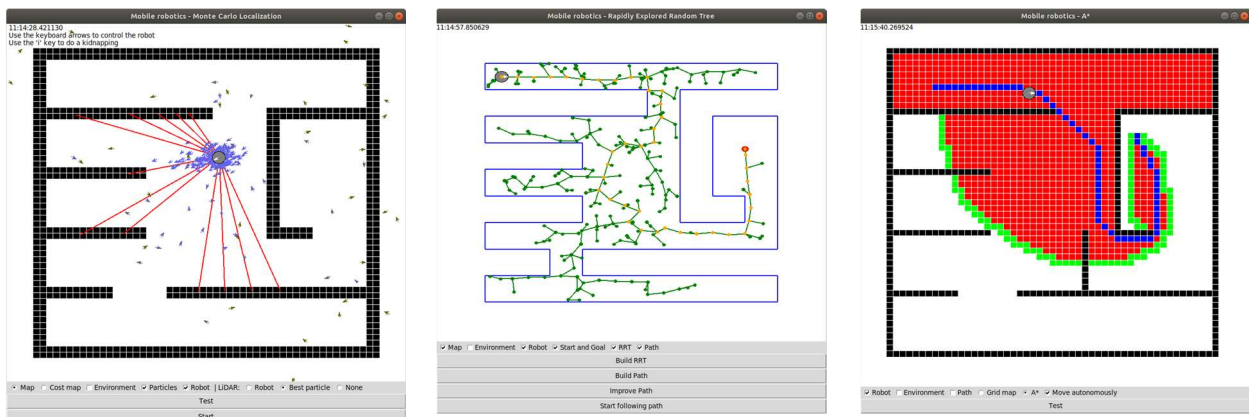 Mobile robotics - Monte Carlo Localization
11:14:28.421130
Use the keyboard arrows to control the robot
Use the 'i' key to do a kidnapping
Map Cost map Environment Particles Robot | LiDAR: Robot Best particle None
Test
Start
Mobile robotics - Rapidly Explored Random Tree
11:14:57.850629
Map Environment Robot Start and Goal RRT Path
Build RRT
Build Path
Improve Path
Start following path
Mobile robotics - A*
11:15:40.269524
Robot Environment Path Grid map A* Move autonomously
Test